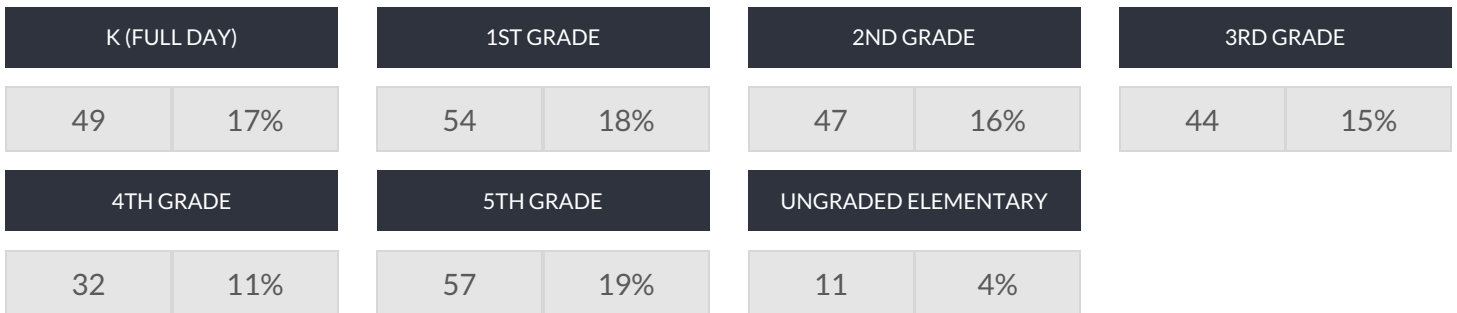 K (FULL DAY) 1ST GRADE 2ND GRADE 3RD GRADE
49 17% 54 18% 47 16% 44 15%
4TH GRADE 5TH GRADE UNGRADED ELEMENTARY
32 11% 57 19% 11 4%